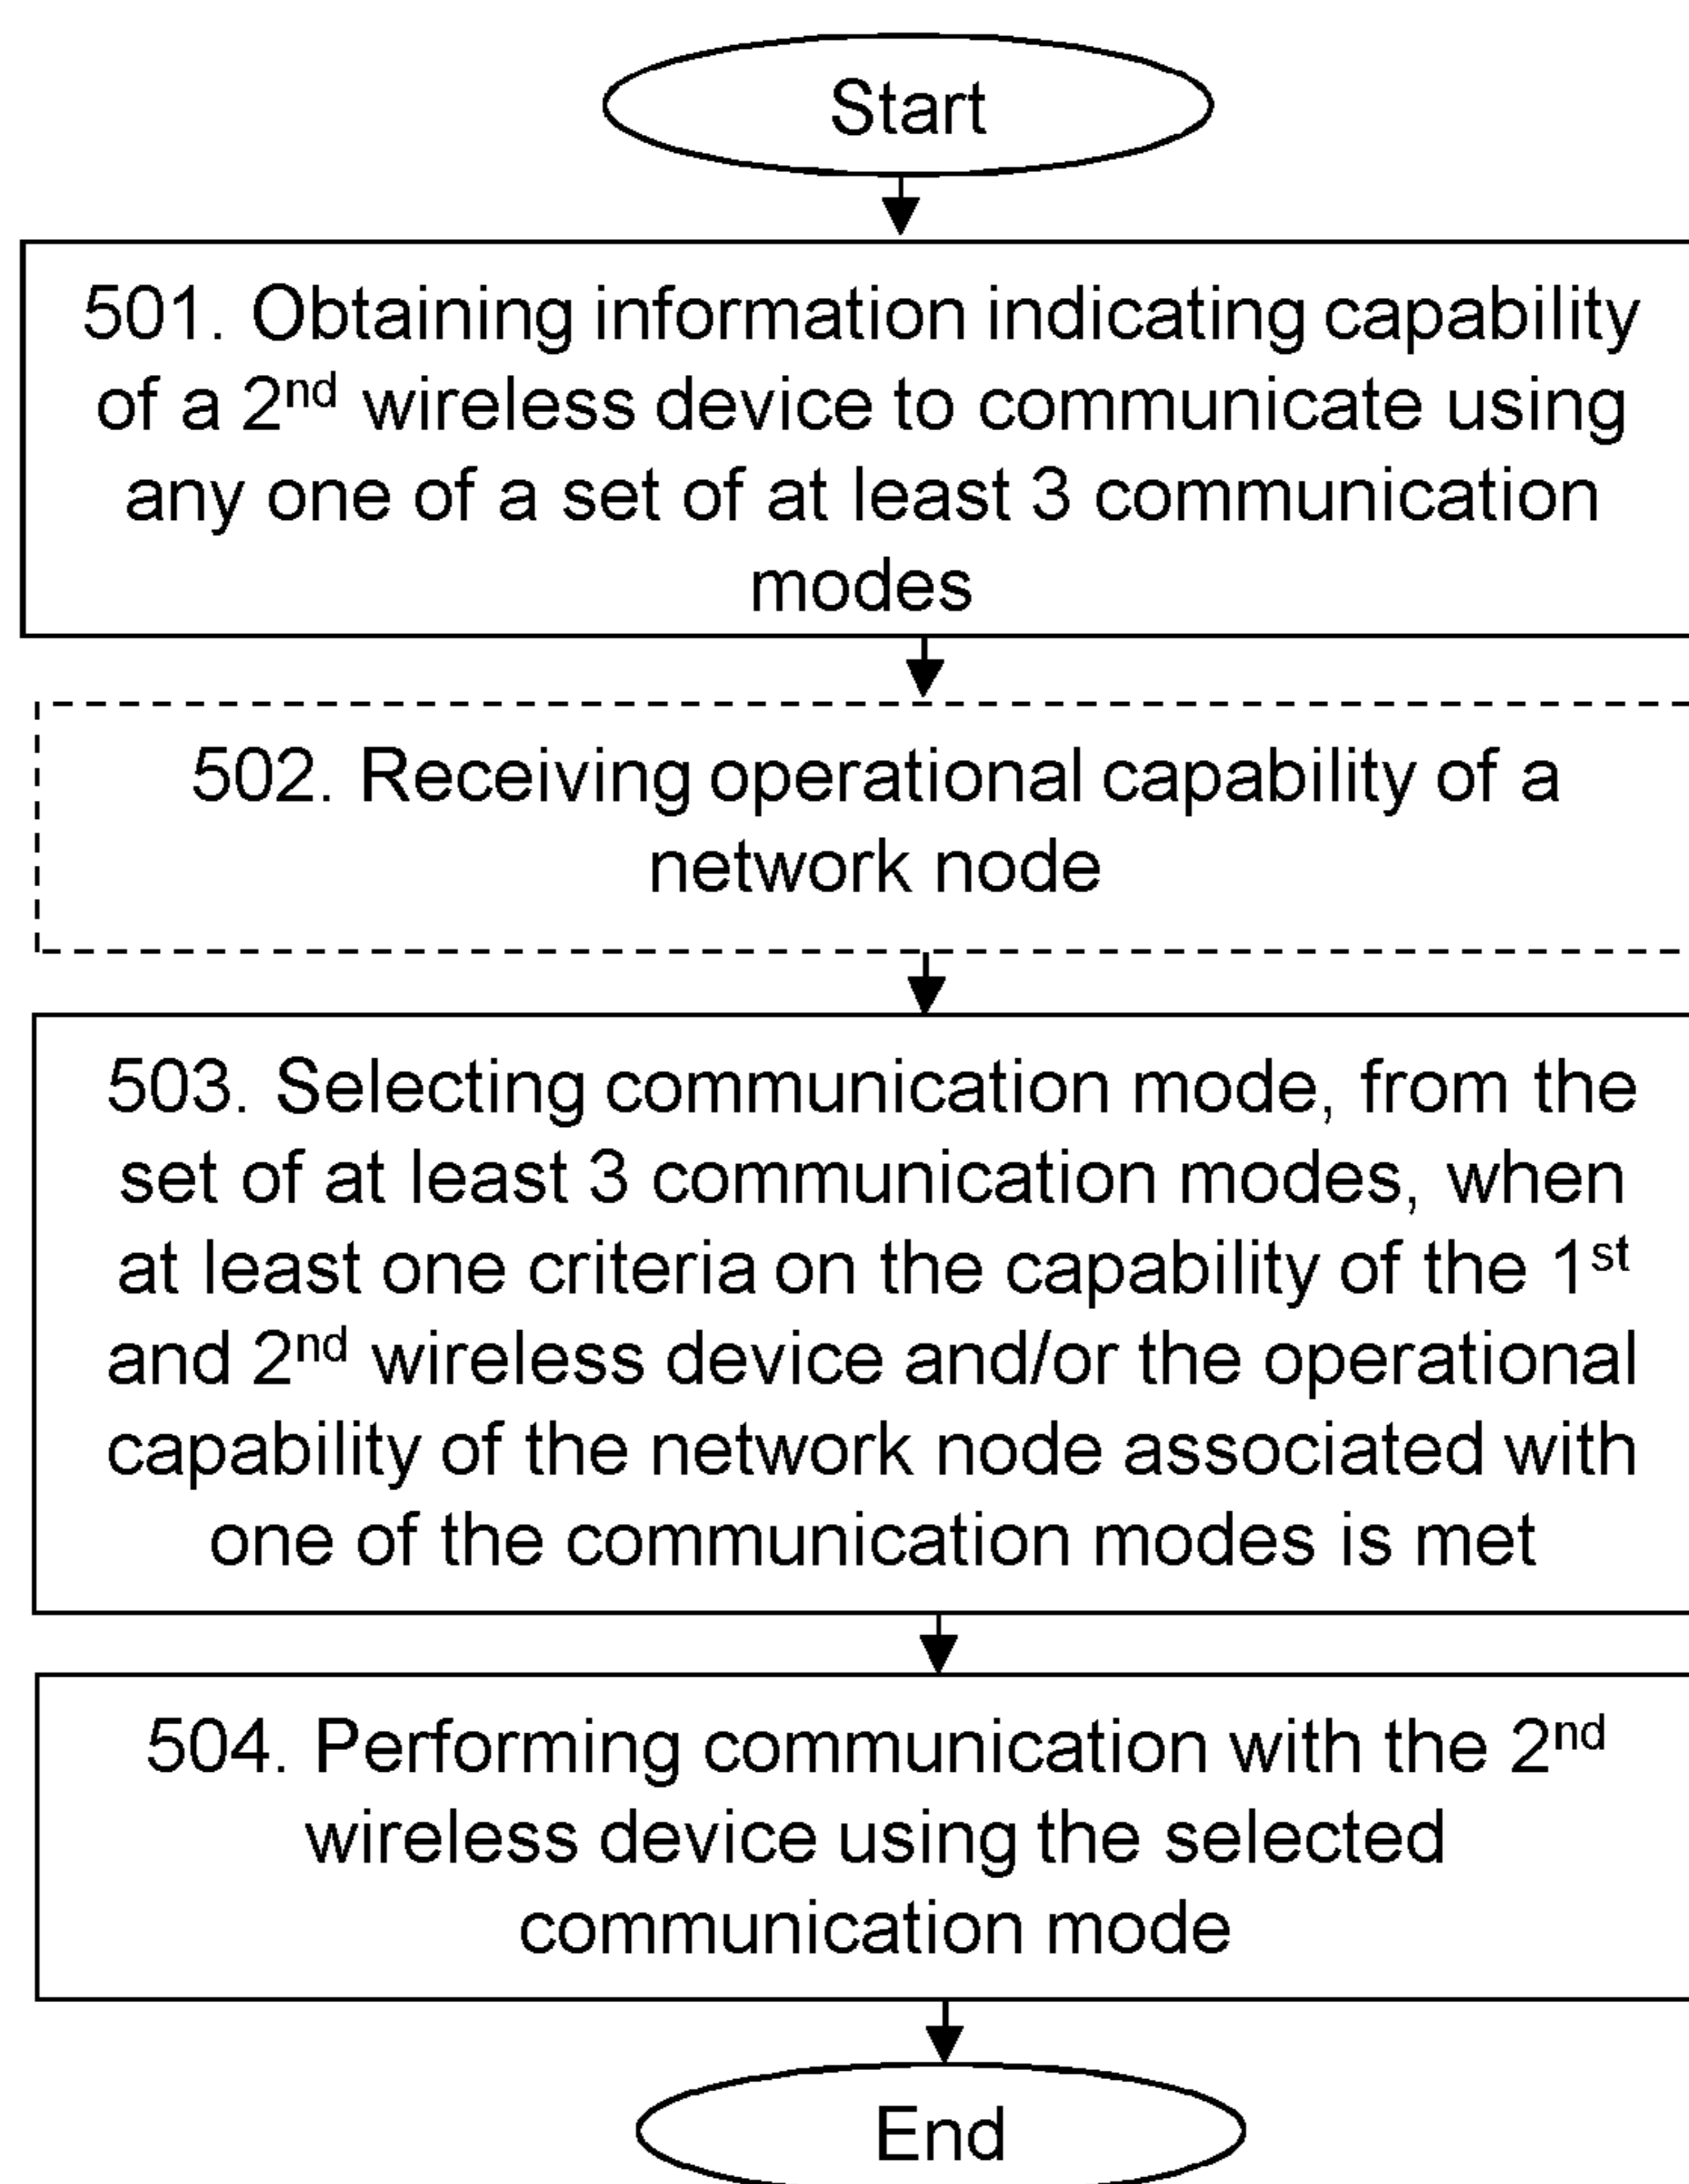 Start
501. Obtaining information indicating capability
of a 2nd wireless device to communicate using
any one of a set of at least 3 communication
modes
502. Receiving operational capability of a
network node
503. Selecting communication mode, from the
set of at least 3 communication modes, when
at least one criteria on the capability of the 1st
and 2nd wireless device and/or the operational
capability of the network node associated with
one of the communication modes is met
504. Performing communication with the 2nd
wireless device using the selected
communication mode
End